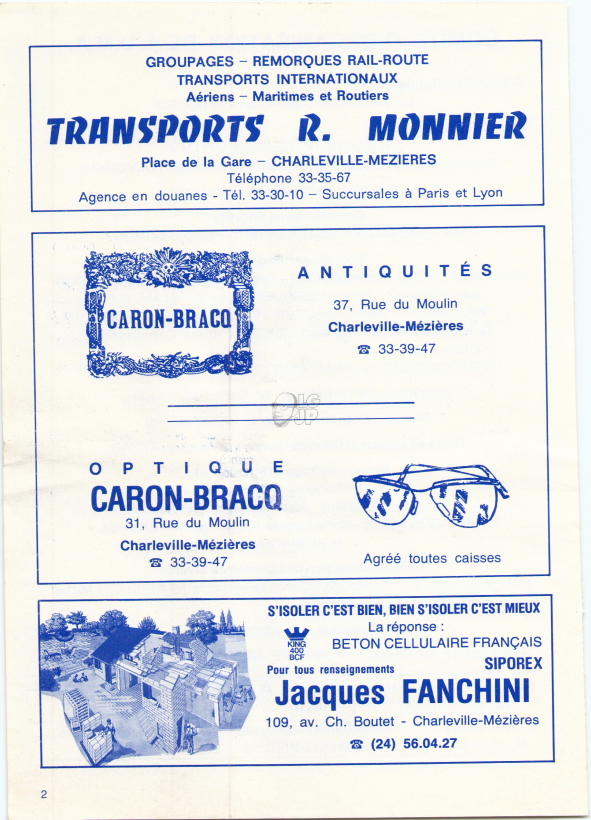 GROUPAGES – REMORQUES RAIL-ROUTE
TRANSPORTS INTERNATIONAUX
Aériens – Maritimes et Routiers
TRANSPORTS R. MONNIER
Place de la Gare – CHARLEVILLE-MEZIERES
Téléphone 33-35-67
Agence en douanes - Tél. 33-30-10 – Succursales à Paris et Lyon
CARON-BRACQ
ANTIQUITÉS
37, Rue du Moulin
Charleville-Mézières
☎ 33-39-47
LG
JP
OPTIQUE
CARON-BRACQ
31, Rue du Moulin
Charleville-Mézières
☎ 33-39-47
Agréé toutes caisses
S'ISOLER C'EST BIEN, BIEN S'ISOLER C'EST MIEUX
La réponse :
BETON CELLULAIRE FRANÇAIS
SIPOREX
KING
400
BCF
Pour tous renseignements
Jacques FANCHINI
109, av. Ch. Boutet - Charleville-Mézières
☎ (24) 56.04.27
2